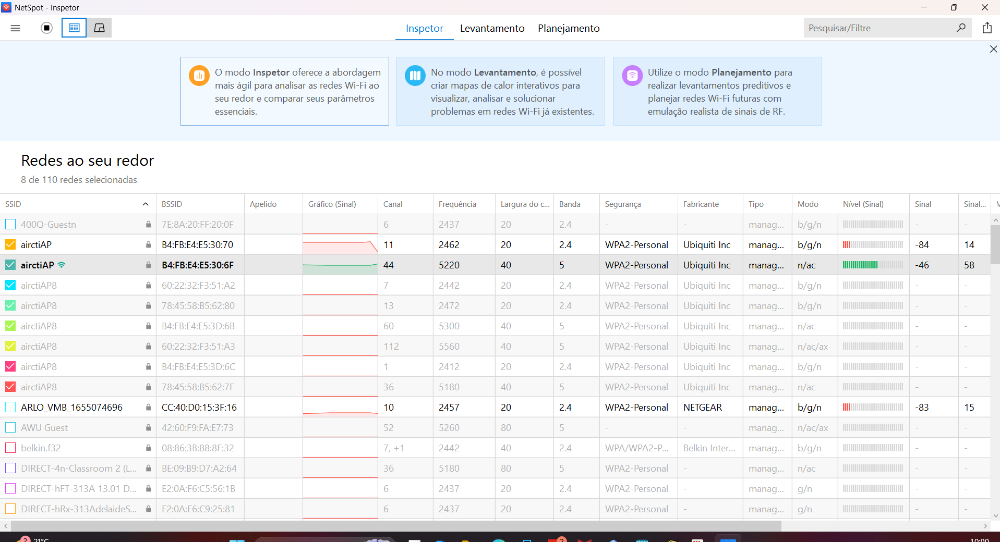 NetSpot - Inspetor
Inspetor Levantamento Planejamento Pesquisar/Filtre
O modo Inspetor oferece a abordagem
mais ágil para analisar as redes Wi-Fi ao
seu redor e comparar seus parâmetros
essenciais.
No modo Levantamento, é possível
criar mapas de calor interativos para
visualizar, analisar e solucionar
problemas em redes Wi-Fi já existentes.
Utilize o modo Planejamento para
realizar levantamentos preditivos e
planejar redes Wi-Fi futuras com
emulação realista de sinais de RF.
Redes ao seu redor
8 de 110 redes selecionadas
SSID BSSID Apelido Gráfico (Sinal) Canal Frequência Largura do c... Banda Segurança Fabricante Tipo Modo Nível (Sinal) Sinal Sinal...
400Q-Guestn 7E:8A:20:FF:20:0F 6 2437 20 2.4 - - manag... b/g/n - -
airctiAP B4:FB:E4:E5:30:70 11 2462 20 2.4 WPA2-Personal Ubiquiti Inc manag... b/g/n -84 14
airctiAP B4:FB:E4:E5:30:6F 44 5220 40 5 WPA2-Personal Ubiquiti Inc manag... n/ac -46 58
airctiAP8 60:22:32:F3:51:A2 7 2442 20 2.4 WPA2-Personal Ubiquiti Inc manag... b/g/n - -
airctiAP8 78:45:58:B5:62:80 13 2472 20 2.4 WPA2-Personal Ubiquiti Inc manag... b/g/n - -
airctiAP8 B4:FB:E4:E5:3D:6B 60 5300 40 5 WPA2-Personal Ubiquiti Inc manag... n/ac - -
airctiAP8 60:22:32:F3:51:A3 112 5560 40 5 WPA2-Personal Ubiquiti Inc manag... n/ac/ax - -
airctiAP8 B4:FB:E4:E5:3D:6C 1 2412 20 2.4 WPA2-Personal Ubiquiti Inc manag... b/g/n - -
airctiAP8 78:45:58:B5:62:7F 36 5180 40 5 WPA2-Personal Ubiquiti Inc manag... n/ac - -
ARLO_VMB_1655074696 CC:40:D0:15:3F:16 10 2457 20 2.4 WPA2-Personal NETGEAR manag... b/g/n -83 15
AWU Guest 42:60:F9:FA:E7:73 52 5260 80 5 - - manag... n/ac/ax - -
belkin.f32 08:86:3B:88:8F:32 7, +1 2442 40 2.4 WPA/WPA2-P... Belkin Inter... manag... b/g/n - -
DIRECT-4n-Classroom 2 (L... BE:09:B9:D7:A2:64 36 5180 80 5 WPA2-Personal - manag... n/ac - -
DIRECT-hFT-313A 13.01 D... E2:0A:F6:C5:56:1B 6 2437 20 2.4 WPA2-Personal - manag... g/n - -
DIRECT-hRx-313AdelaideS... E2:0A:F6:C9:25:81 6 2437 20 2.4 WPA2-Personal - manag... g/n - -
2 21°C 2 10:00